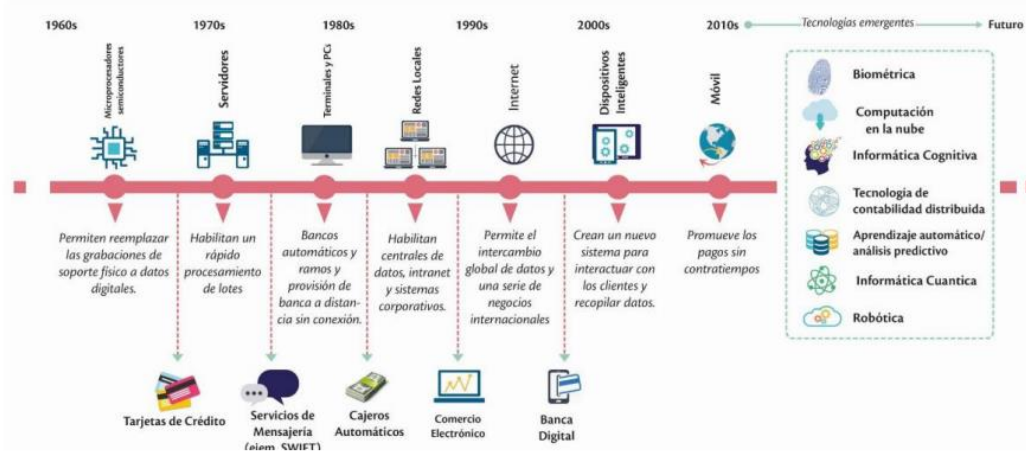 1960s
1970s
1980s
1990s
2000s
2010s
Tecnologías emergentes
Futuro
Microprocesadores
semiconductores
Servidores
Terminales y PCs
Redes Locales
Internet
Dispositivos
Inteligentes
Móvil
Permiten reemplazar
las grabaciones de
soporte físico a datos
digitales.
Habilitan un
rápido
procesamiento
de lotes
Bancos
automáticos y
ramos y
provisión de
banca a distan-
cia sin conexión.
Habilitan
centrales de
datos, intranet
y sistemas
corporativos.
Permite el
intercambio
global de datos y
una serie de
negocios
internacionales
Crean un nuevo
sistema para
interactuar con
los clientes y
recopilar datos.
Promueve los
pagos sin
contratiempos
Tarjetas de Crédito
Servicios de
Mensajería
(ejem. SWIFT)
Cajeros
Automáticos
Comercio
Electrónico
Banca
Digital
Biométrica
Computación
en la nube
Informática Cognitiva
Tecnología de
contabilidad distribuida
Aprendizaje automático/
análisis predictivo
Informática Cuantica
Robótica